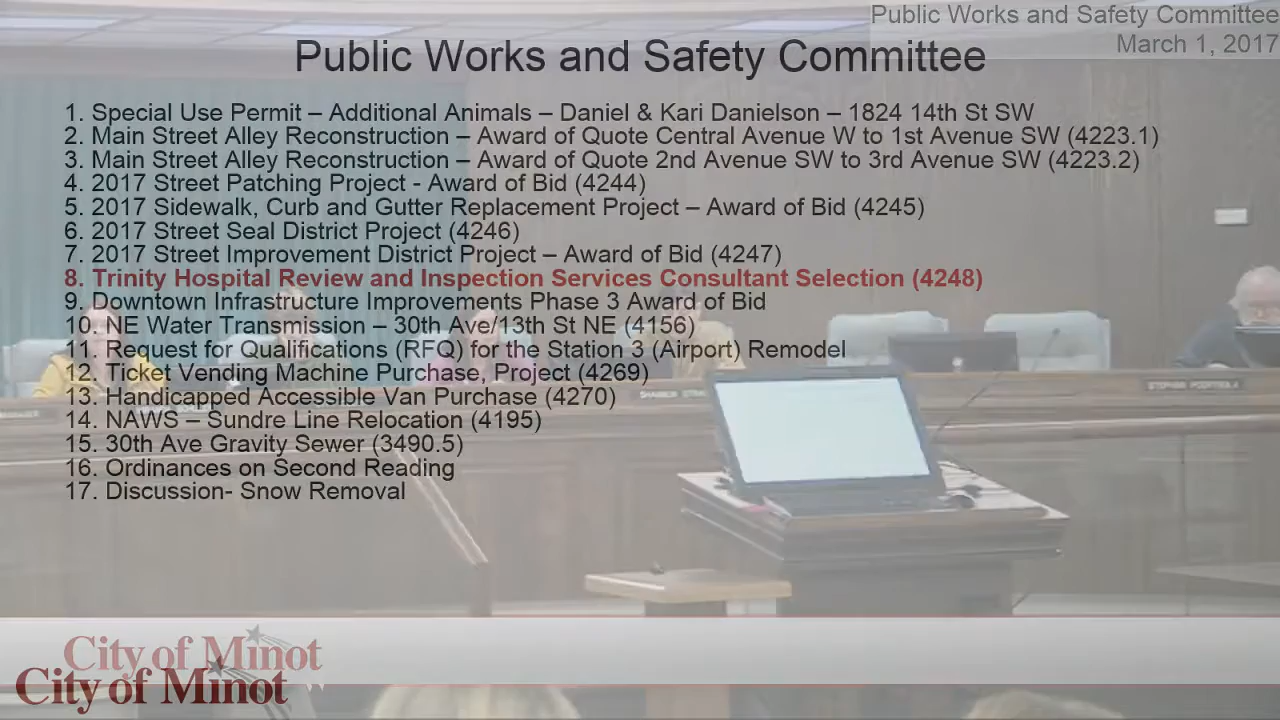 Public Works and Safety Committee
March 1, 2017
Public Works and Safety Committee
1. Special Use Permit – Additional Animals – Daniel & Kari Danielson – 1824 14th St SW
2. Main Street Alley Reconstruction – Award of Quote Central Avenue W to 1st Avenue SW (4223.1)
3. Main Street Alley Reconstruction – Award of Quote 2nd Avenue SW to 3rd Avenue SW (4223.2)
4. 2017 Street Patching Project - Award of Bid (4244)
5. 2017 Sidewalk, Curb and Gutter Replacement Project – Award of Bid (4245)
6. 2017 Street Seal District Project (4246)
7. 2017 Street Improvement District Project – Award of Bid (4247)
8. Trinity Hospital Review and Inspection Services Consultant Selection (4248)
9. Downtown Infrastructure Improvements Phase 3 Award of Bid
10. NE Water Transmission – 30th Ave/13th St NE (4156)
11. Request for Qualifications (RFQ) for the Station 3 (Airport) Remodel
12. Ticket Vending Machine Purchase, Project (4269)
13. Handicapped Accessible Van Purchase (4270)
14. NAWS – Sundre Line Relocation (4195)
15. 30th Ave Gravity Sewer (3490.5)
16. Ordinances on Second Reading
17. Discussion- Snow Removal
City of Minot
City of Minot